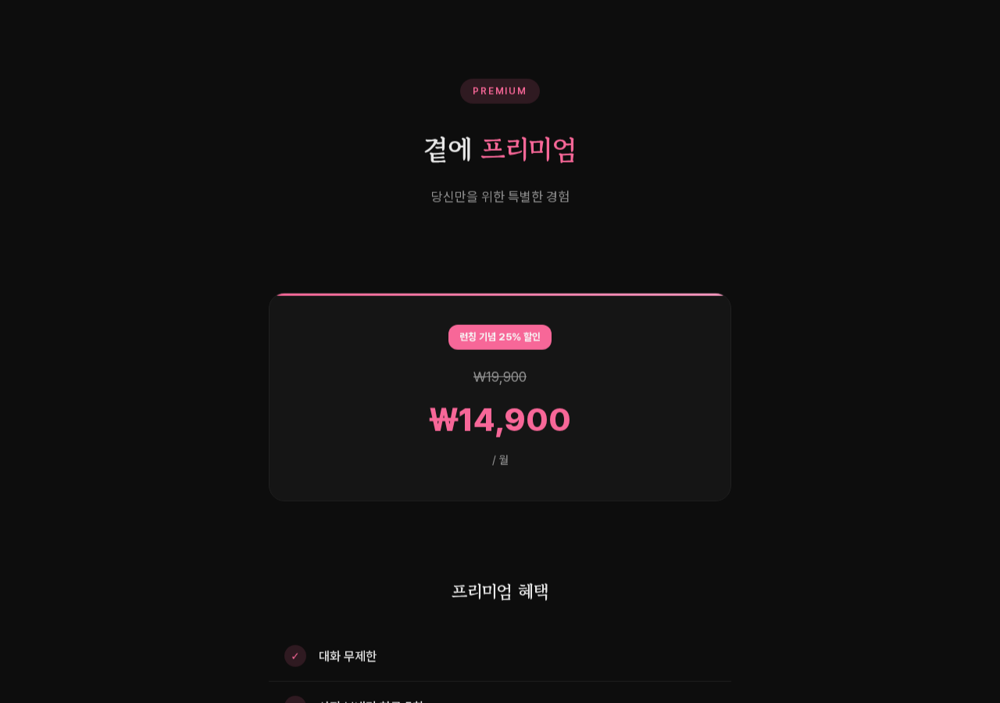 PREMIUM
곁에 프리미엄
당신만을 위한 특별한 경험
런칭 기념 25% 할인
₩19,900
₩14,900
/ 월
프리미엄 혜택
✓ 대화 무제한